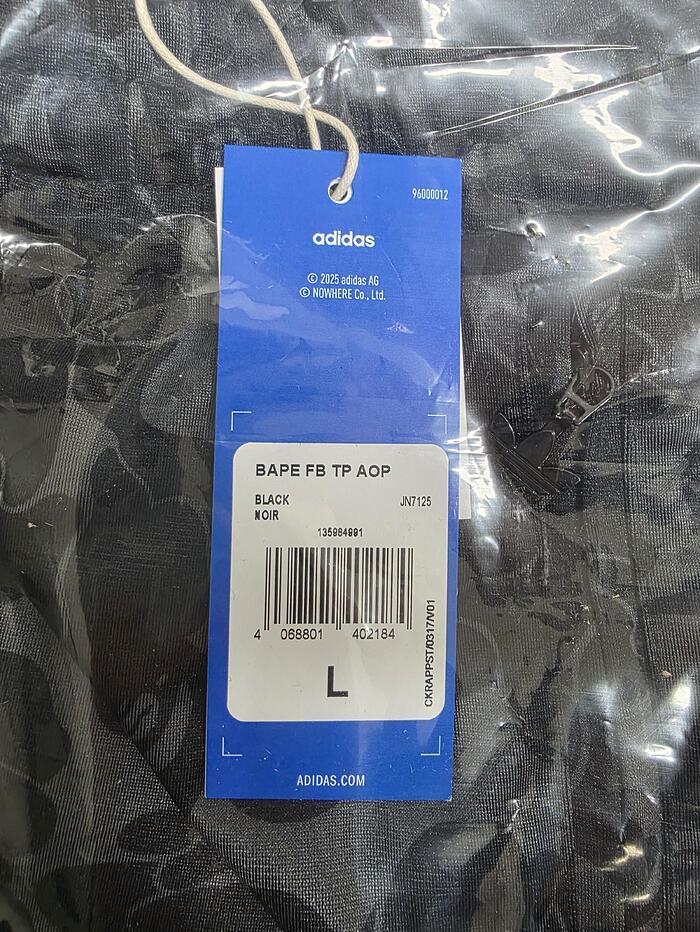 96000012
adidas
© 2025 adidas AG
© NOWHERE Co., Ltd.
BAPE FB TP AOP
BLACK
JN7125
NOIR
135984991
4 068801 402184
CKRAPPST/0317/V01
L
ADIDAS.COM